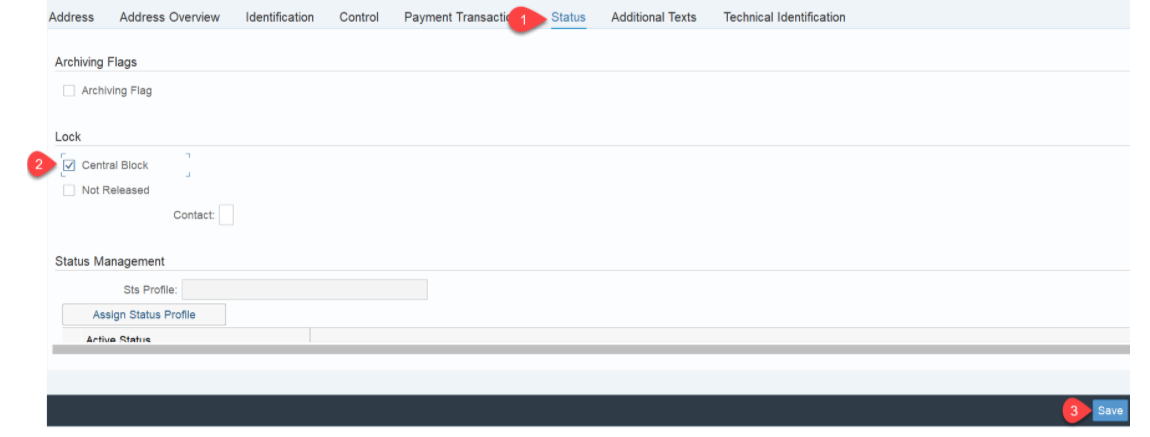 Address Address Overview Identification Control Payment Transacti 1 Status Additional Texts Technical Identification
Archiving Flags
Archiving Flag
Lock
2 Central Block
Not Released
Contact:
Status Management
Sts Profile:
Assign Status Profile
Active Status
3 Save